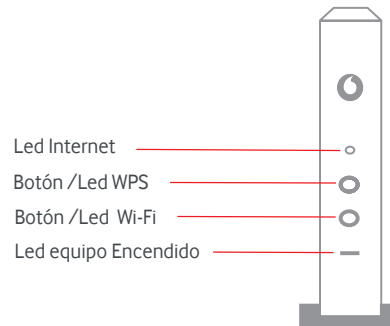 Led Internet
Botón /Led WPS
Botón /Led Wi-Fi
Led equipo Encendido